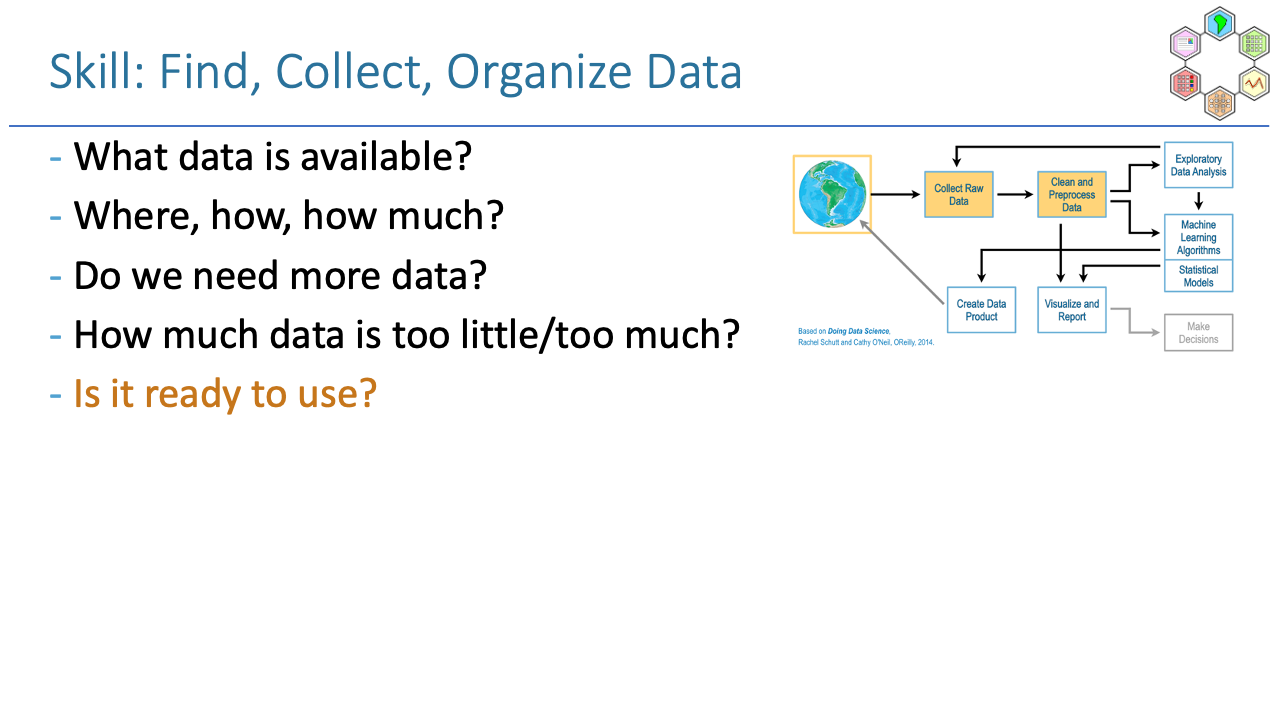 Skill: Find, Collect, Organize Data
- What data is available?
- Where, how, how much?
- Do we need more data?
- How much data is too little/too much?
- Is it ready to use?
Collect Raw
Data
Clean and
Preprocess
Data
Exploratory
Data Analysis
Machine
Learning
Algorithms
Statistical
Models
Create Data
Product
Visualize and
Report
Make
Decisions
Based on Doing Data Science,
Rachel Schutt and Cathy O'Neil, OReilly, 2014.